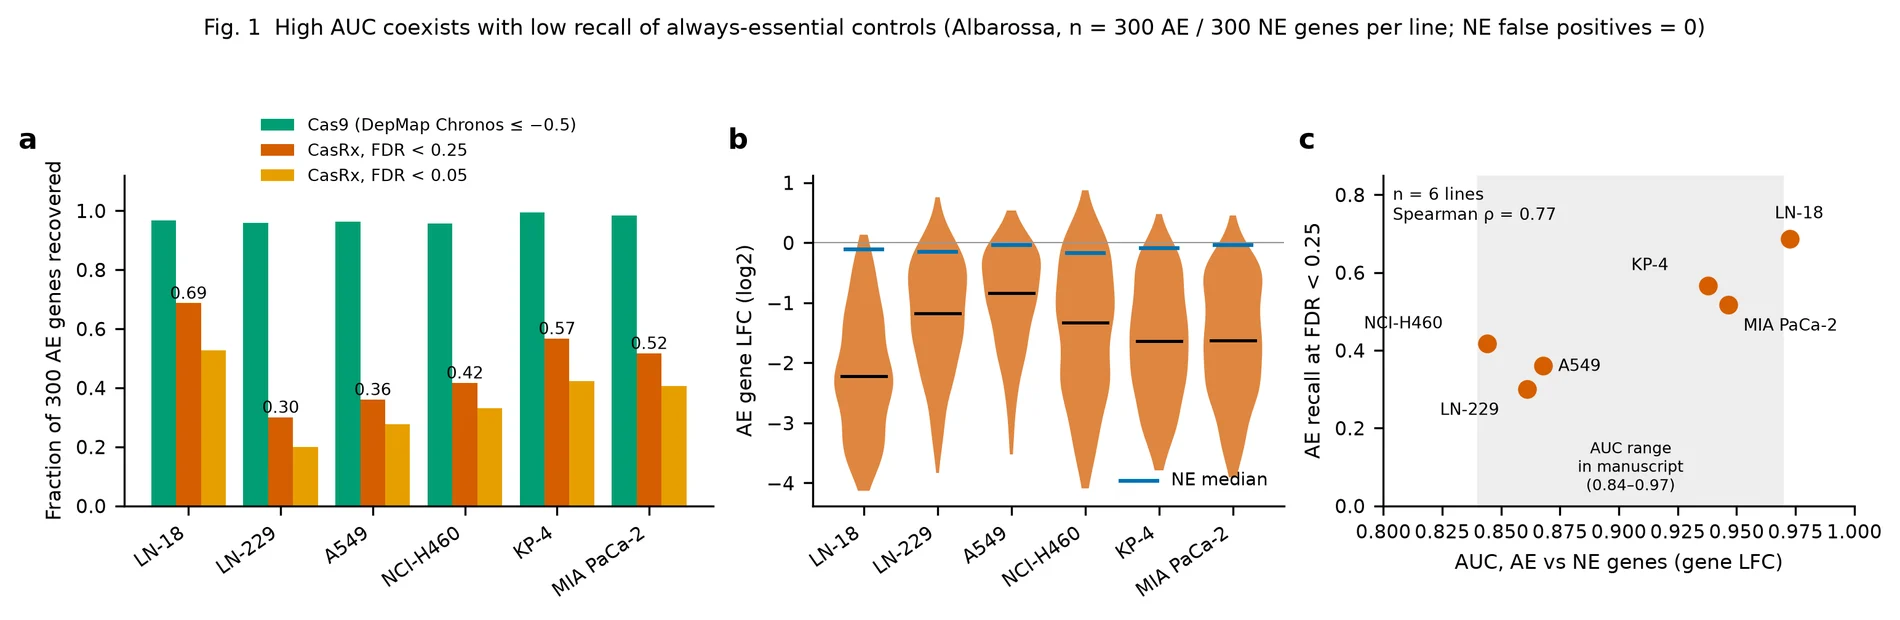 Fig. 1  High AUC coexists with low recall of always-essential controls (Albarossa, n = 300 AE / 300 NE genes per line; NE false positives = 0)
a
Cas9 (DepMap Chronos ≤ −0.5)
CasRx, FDR < 0.25
CasRx, FDR < 0.05
Fraction of 300 AE genes recovered
1.0
0.8
0.6
0.4
0.2
0.0
0.69
0.30
0.36
0.42
0.57
0.52
LN-18
LN-229
A549
NCI-H460
KP-4
MIA PaCa-2
b
AE gene LFC (log2)
1
0
−1
−2
−3
−4
NE median
LN-18
LN-229
A549
NCI-H460
KP-4
MIA PaCa-2
c
AE recall at FDR < 0.25
0.8
0.6
0.4
0.2
0.0
n = 6 lines
Spearman ρ = 0.77
LN-18
KP-4
MIA PaCa-2
NCI-H460
A549
LN-229
AUC range
in manuscript
(0.84–0.97)
0.800 0.825 0.850 0.875 0.900 0.925 0.950 0.975 1.000
AUC, AE vs NE genes (gene LFC)